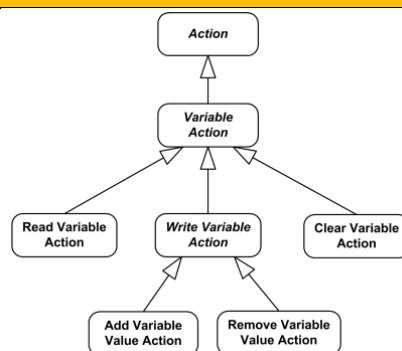 Action
Variable
Action
Read Variable
Action
Write Variable
Action
Clear Variable
Action
Add Variable
Value Action
Remove Variable
Value Action